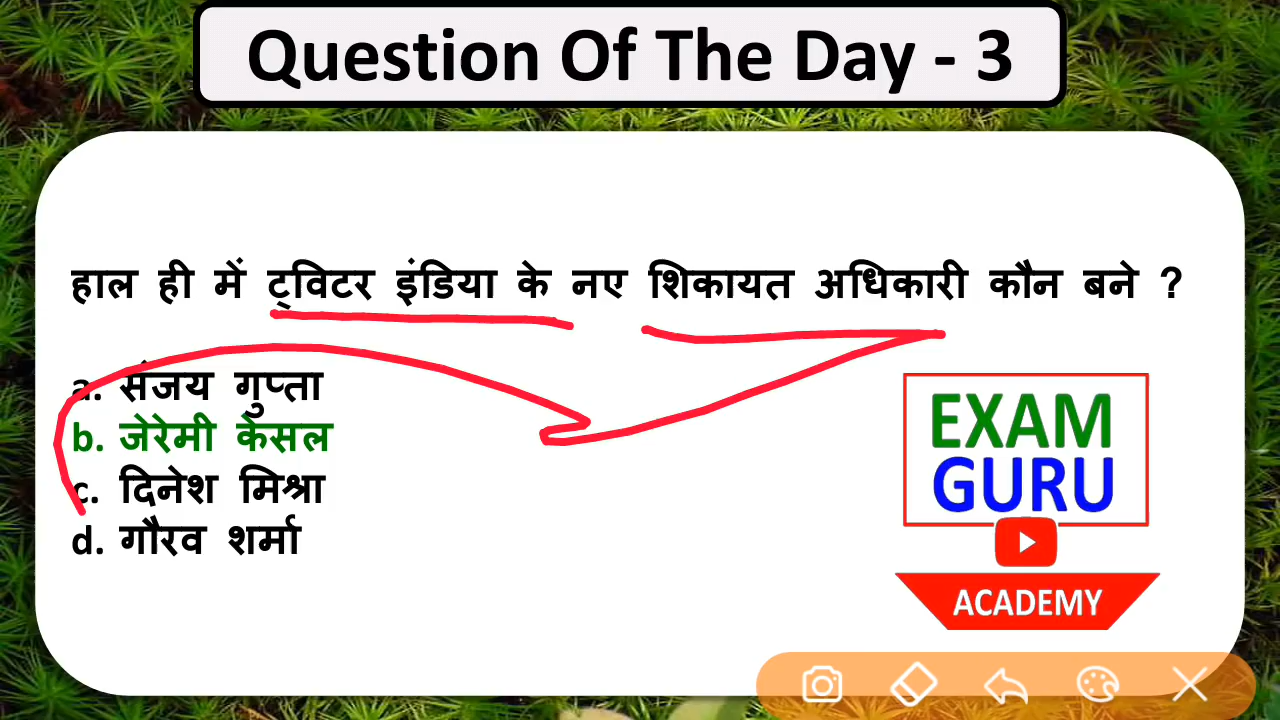 Question Of The Day - 3
हाल ही में ट्विटर इंडिया के नए शिकायत अधिकारी कौन बने ?
a. संजय गुप्ता
b. जेरेमी केसल
c. दिनेश मिश्रा
d. गौरव शर्मा
EXAM
GURU
ACADEMY